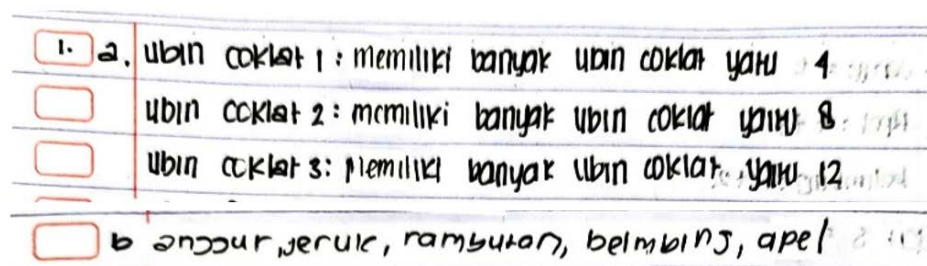 1. a. ubin coklat 1 : memiliki banyak ubin coklat yaitu 4
ubin coklat 2 : memiliki banyak ubin coklat yaitu 8
ubin coklat 3 : memiliki banyak ubin coklat yaitu 12
b anggur, jeruk, rambutan, belmbing, apel